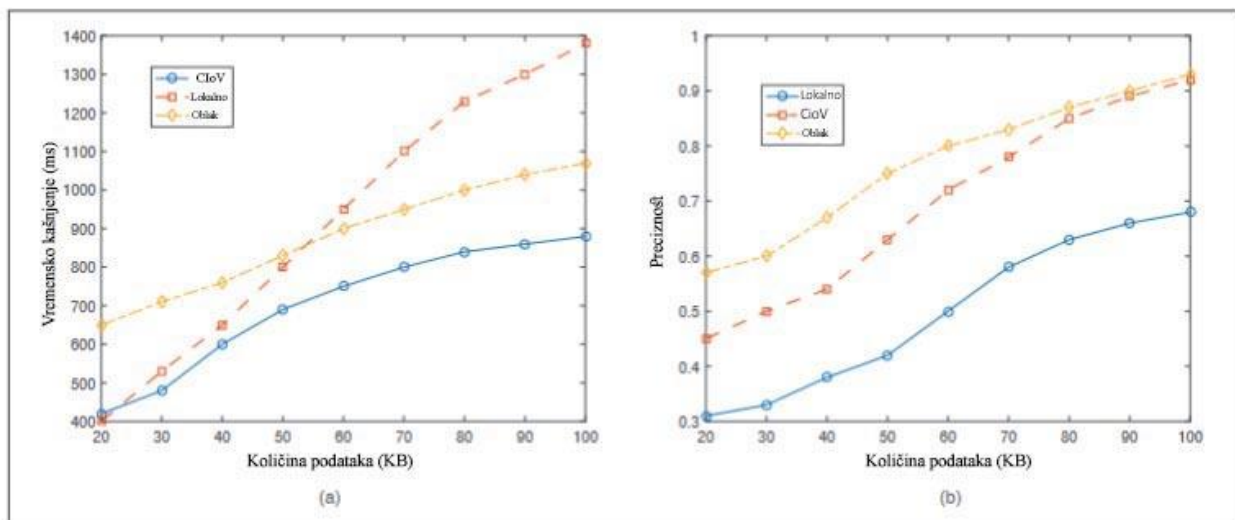 1400
1300
1200
1100
1000
900
800
700
600
500
400
Vremensko kašnjenje (ms)
CIoV
Lokalno
Oblak
20 30 40 50 60 70 80 90 100
Količina podataka (KB)
(a)
1
0.9
0.8
0.7
0.6
0.5
0.4
0.3
Preciznost
Lokalno
CioV
Oblak
20 30 40 50 60 70 80 90 100
Količina podataka (KB)
(b)